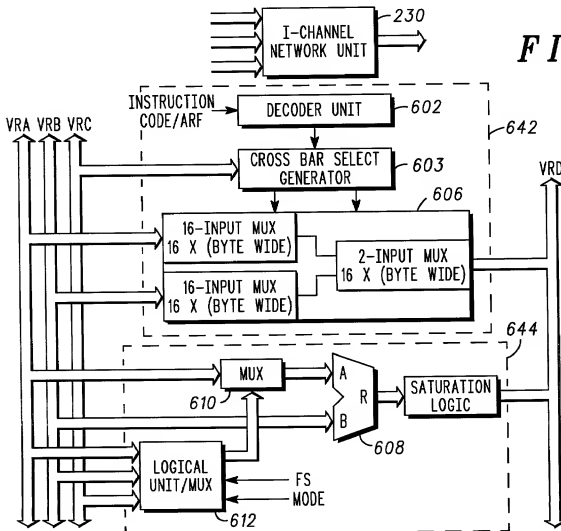 I-CHANNEL
NETWORK UNIT
230
FI
INSTRUCTION
CODE/ARF
DECODER UNIT
602
642
VRA VRB VRC
CROSS BAR SELECT
GENERATOR
603
VRD
606
16-INPUT MUX
16 X (BYTE WIDE)
2-INPUT MUX
16 X (BYTE WIDE)
16-INPUT MUX
16 X (BYTE WIDE)
644
MUX
610
A
R
B
608
SATURATION
LOGIC
LOGICAL
UNIT/MUX
612
FS
MODE